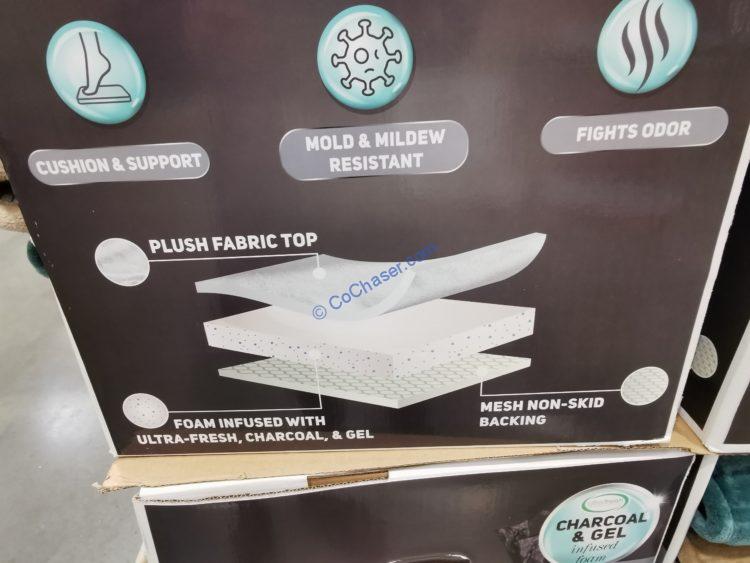 CUSHION & SUPPORT
MOLD & MILDEW
RESISTANT
FIGHTS ODOR
PLUSH FABRIC TOP
© CoChaser.com
FOAM INFUSED WITH
ULTRA-FRESH, CHARCOAL, & GEL
MESH NON-SKID
BACKING
CHARCOAL
& GEL
infused
foam